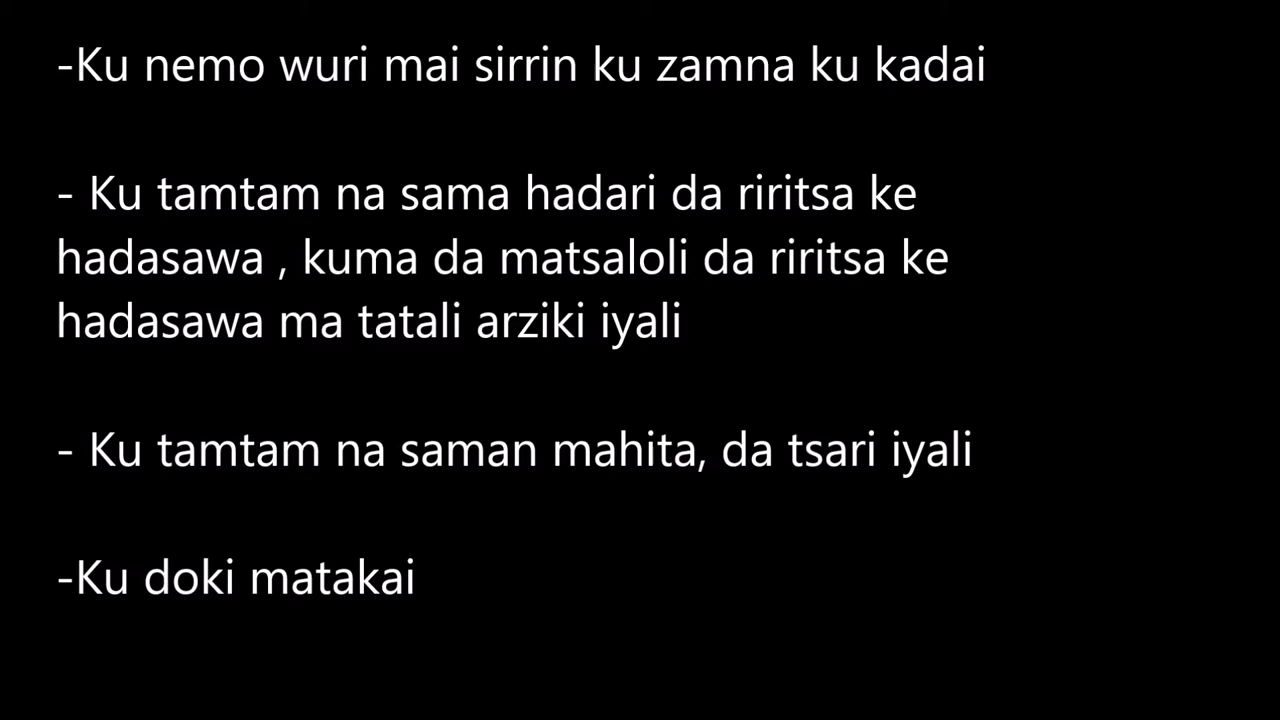 -Ku nemo wuri mai sirrin ku zamna ku kadai
- Ku tamtam na sama hadari da riritsa ke
hadasawa , kuma da matsaloli da riritsa ke
hadasawa ma tatali arziki iyali
- Ku tamtam na saman mahita, da tsari iyali
-Ku doki matakai